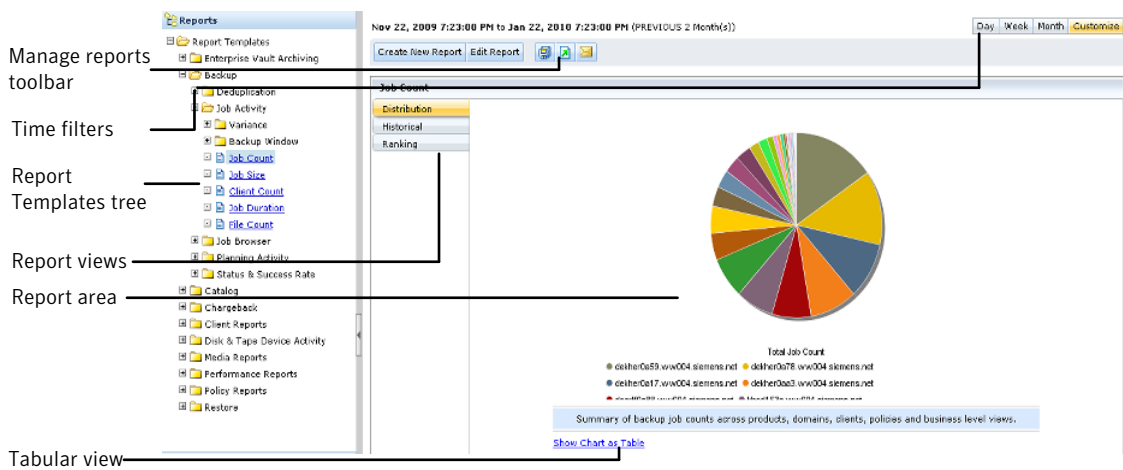 Manage reports
toolbar
Time filters
Report
Templates tree
Report views
Report area
Tabular view
Reports
Report Templates
Enterprise Vault Archiving
Backup
Deduplication
Job Activity
Variance
Backup Window
Job Count
Job Size
Client Count
Job Duration
File Count
Job Browser
Planning Activity
Status & Success Rate
Catalog
Chargeback
Client Reports
Disk & Tape Device Activity
Media Reports
Performance Reports
Policy Reports
Restore
Nov 22, 2009 7:23:00 PM to Jan 22, 2010 7:23:00 PM (PREVIOUS 2 Month(s))
Day Week Month Customize
Create New Report Edit Report
Job Count
Distribution
Historical
Ranking
Total Job Count
dekher0a59.ww004.siemens.net dekher0a78.ww004.siemens.net
dekher0a17.ww004.siemens.net dekher0aa3.ww004.siemens.net
Summary of backup job counts across products, domains, clients, policies and business level views.
Show Chart as Table